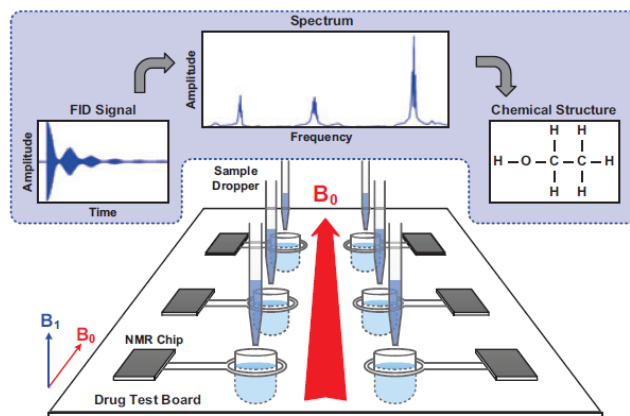 Spectrum
Amplitude
Frequency
FID Signal
Amplitude
Time
Chemical Structure
H H
H - O - C - C - H
H H
Sample
Dropper
B₀
B₁
B₀
NMR Chip
Drug Test Board